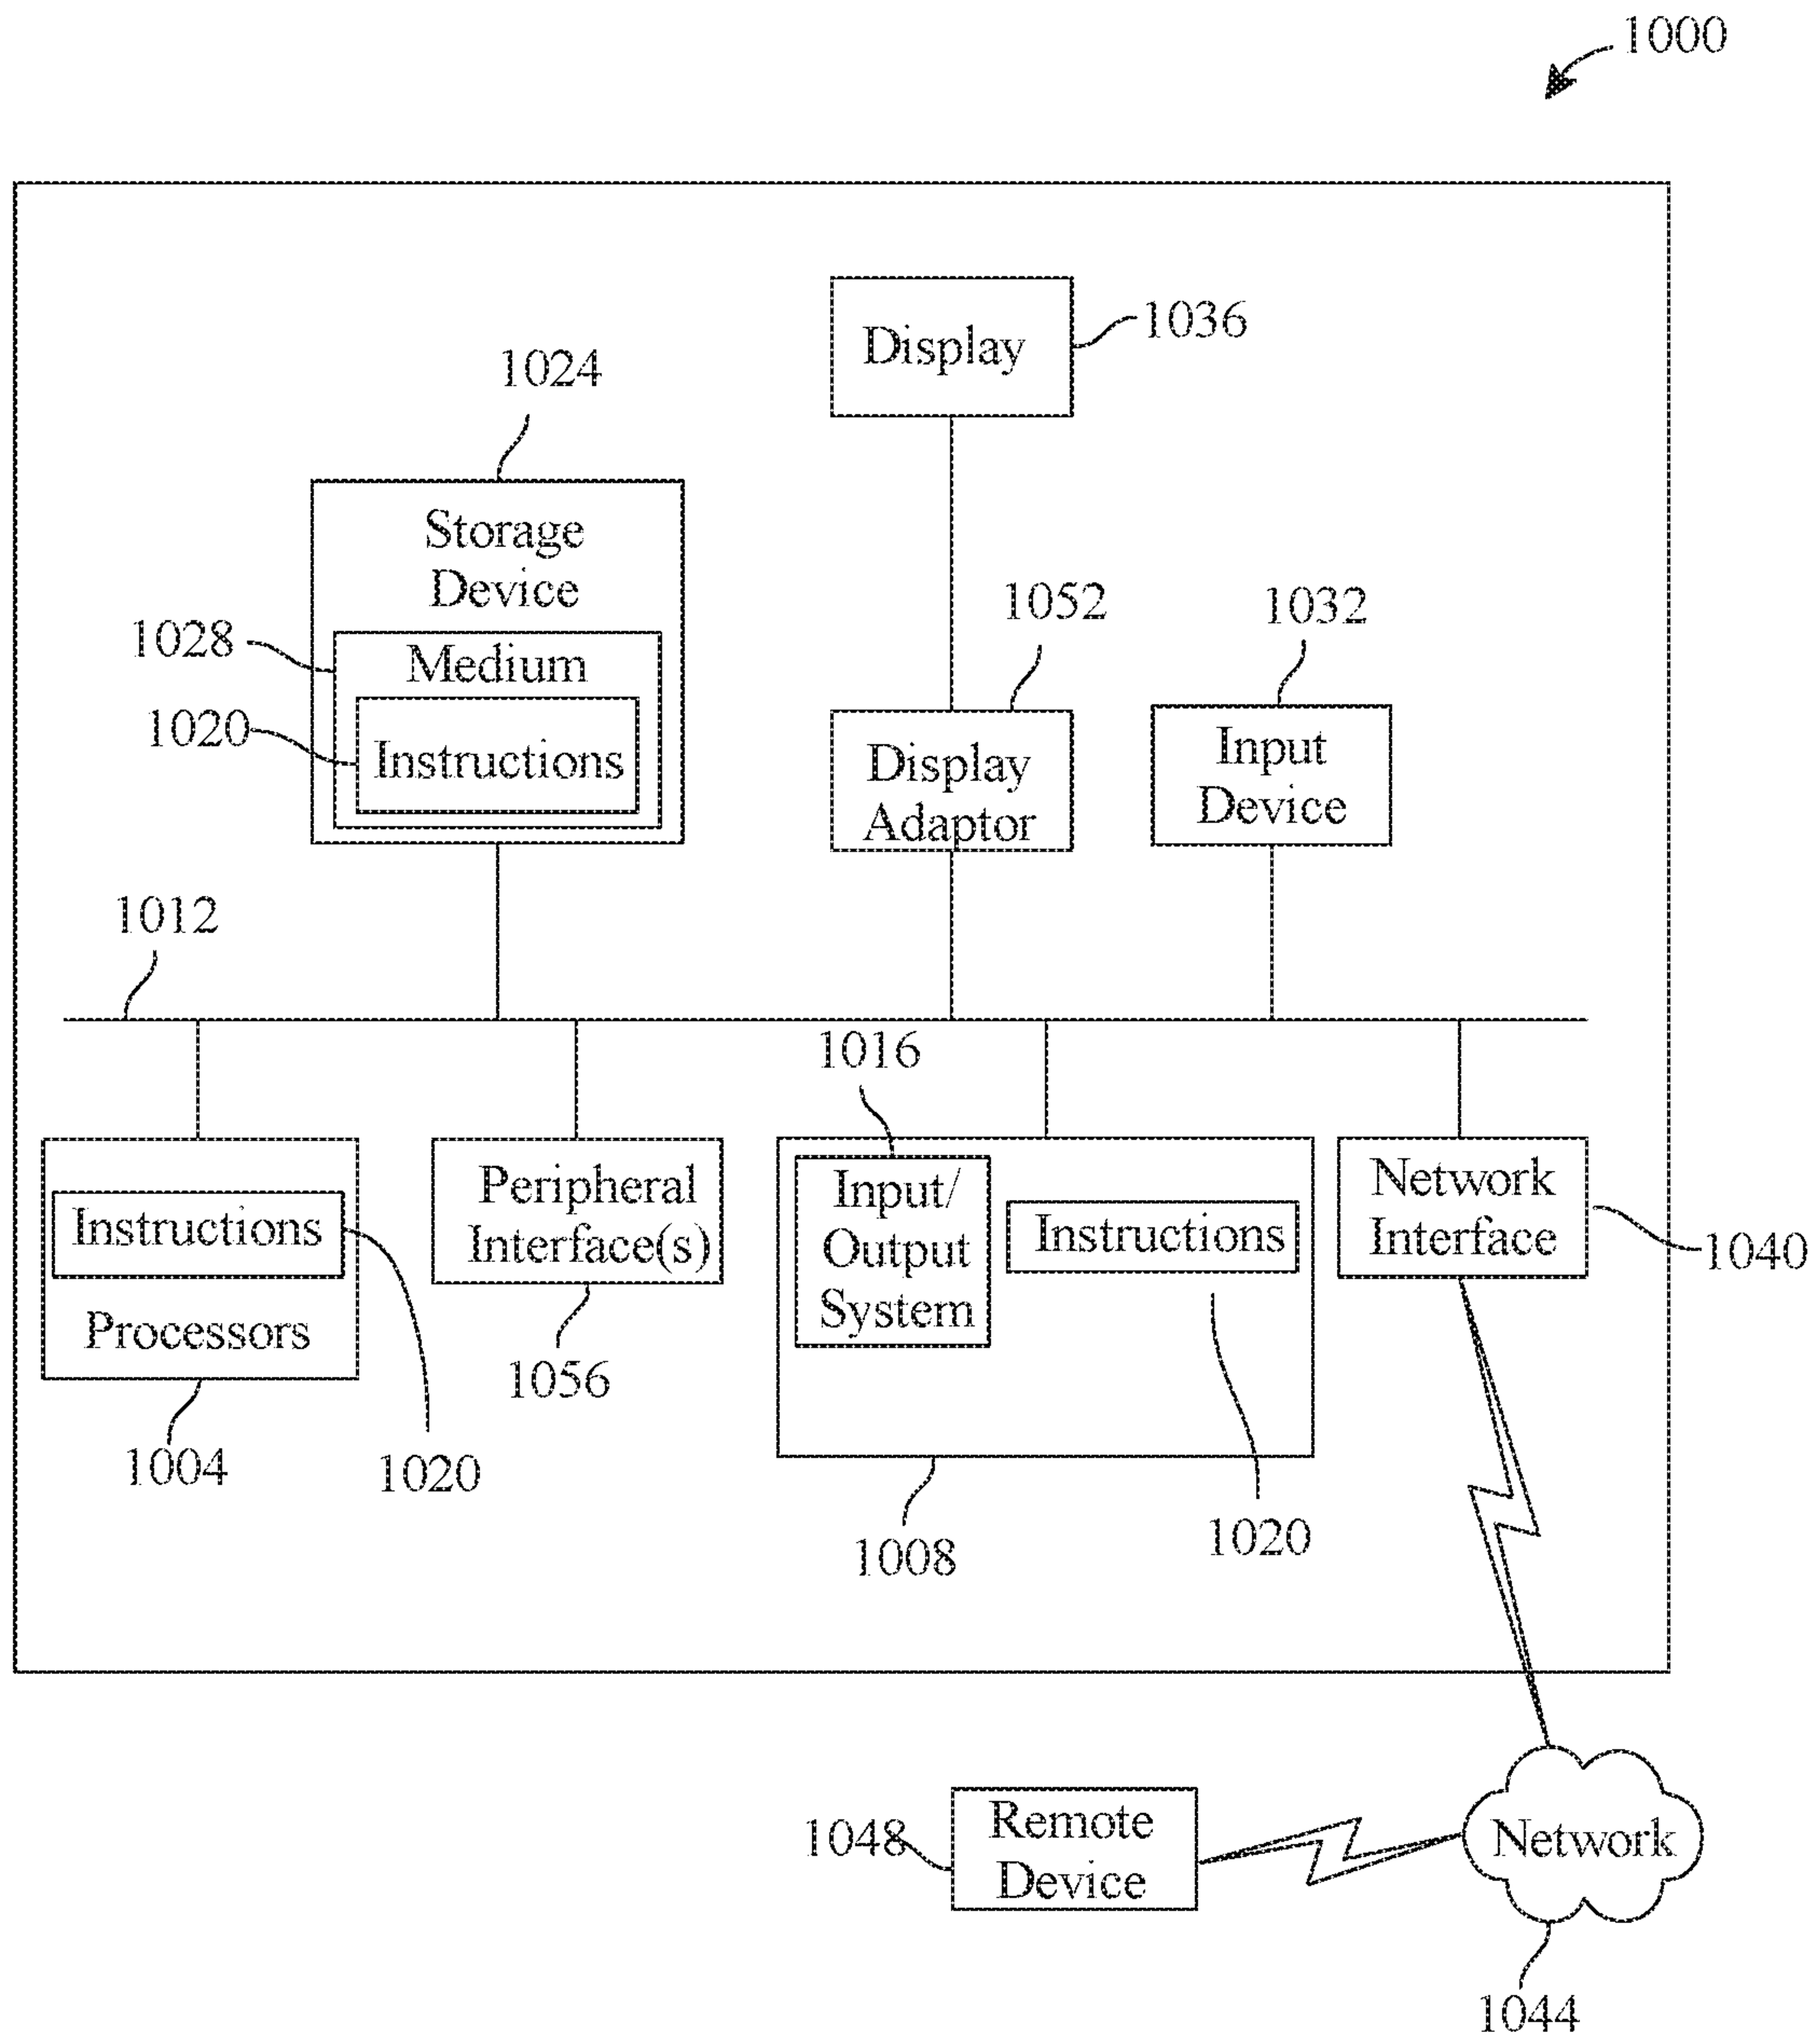 1000
Display
1036
1024
Storage
Device
1028
Medium
1020
Instructions
1052
Display
Adaptor
1032
Input
Device
1012
1016
Instructions
Processors
1004
1020
Peripheral
Interface(s)
1056
Input/
Output
System
Instructions
1008
1020
Network
Interface
1040
1048
Remote
Device
Network
1044